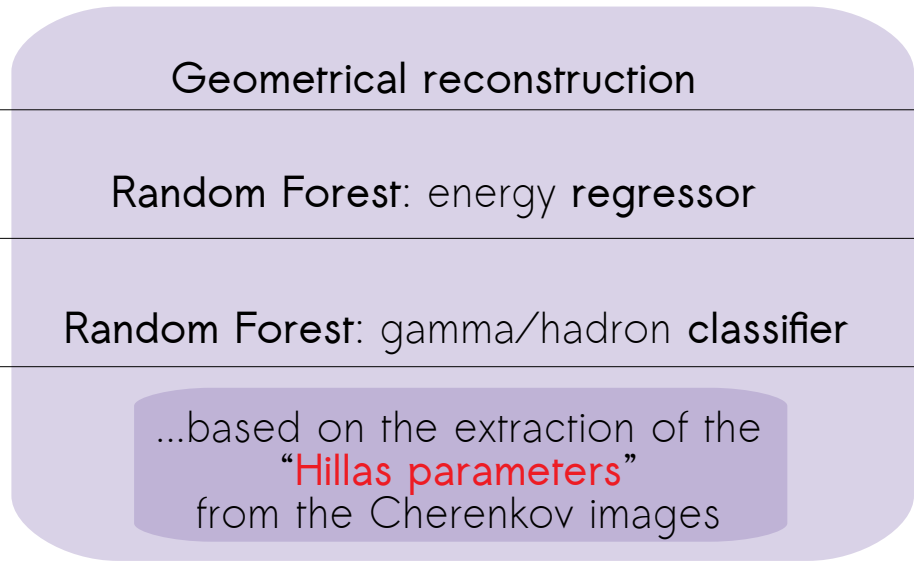 Geometrical reconstruction
Random Forest: energy regressor
Random Forest: gamma/hadron classifier
...based on the extraction of the
“Hillas parameters”
from the Cherenkov images